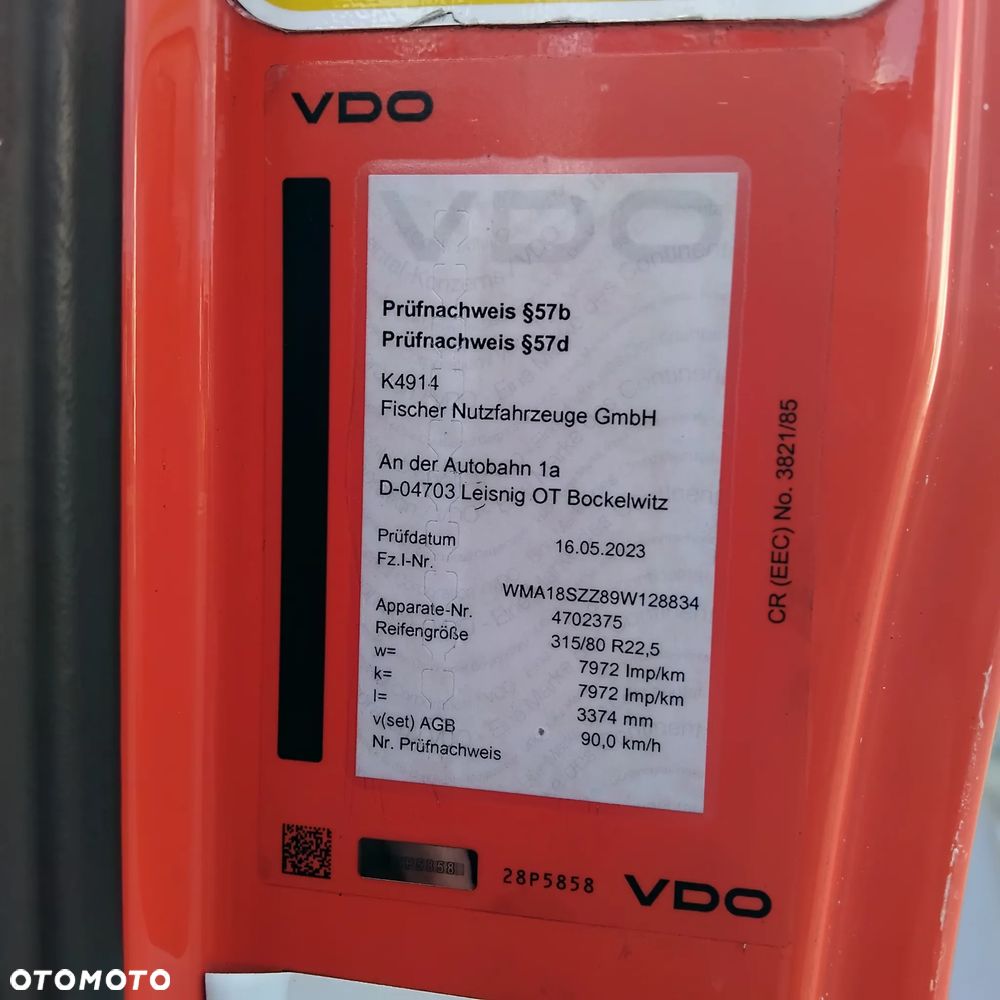 VDO
VDO
Prüfnachweis §57b
Prüfnachweis §57d
K4914
Fischer Nutzfahrzeuge GmbH
An der Autobahn 1a
D-04703 Leisnig OT Bockelwitz
Prüfdatum 16.05.2023
Fz.I-Nr.
WMA18SZZ89W128834
Apparate-Nr. 4702375
Reifengröße 315/80 R22,5
w= 7972 Imp/km
k= 7972 Imp/km
l= 3374 mm
v(set) AGB 90,0 km/h
Nr. Prüfnachweis
CR (EEC) No. 3821/85
28P5858
VDO
OTOMOTO